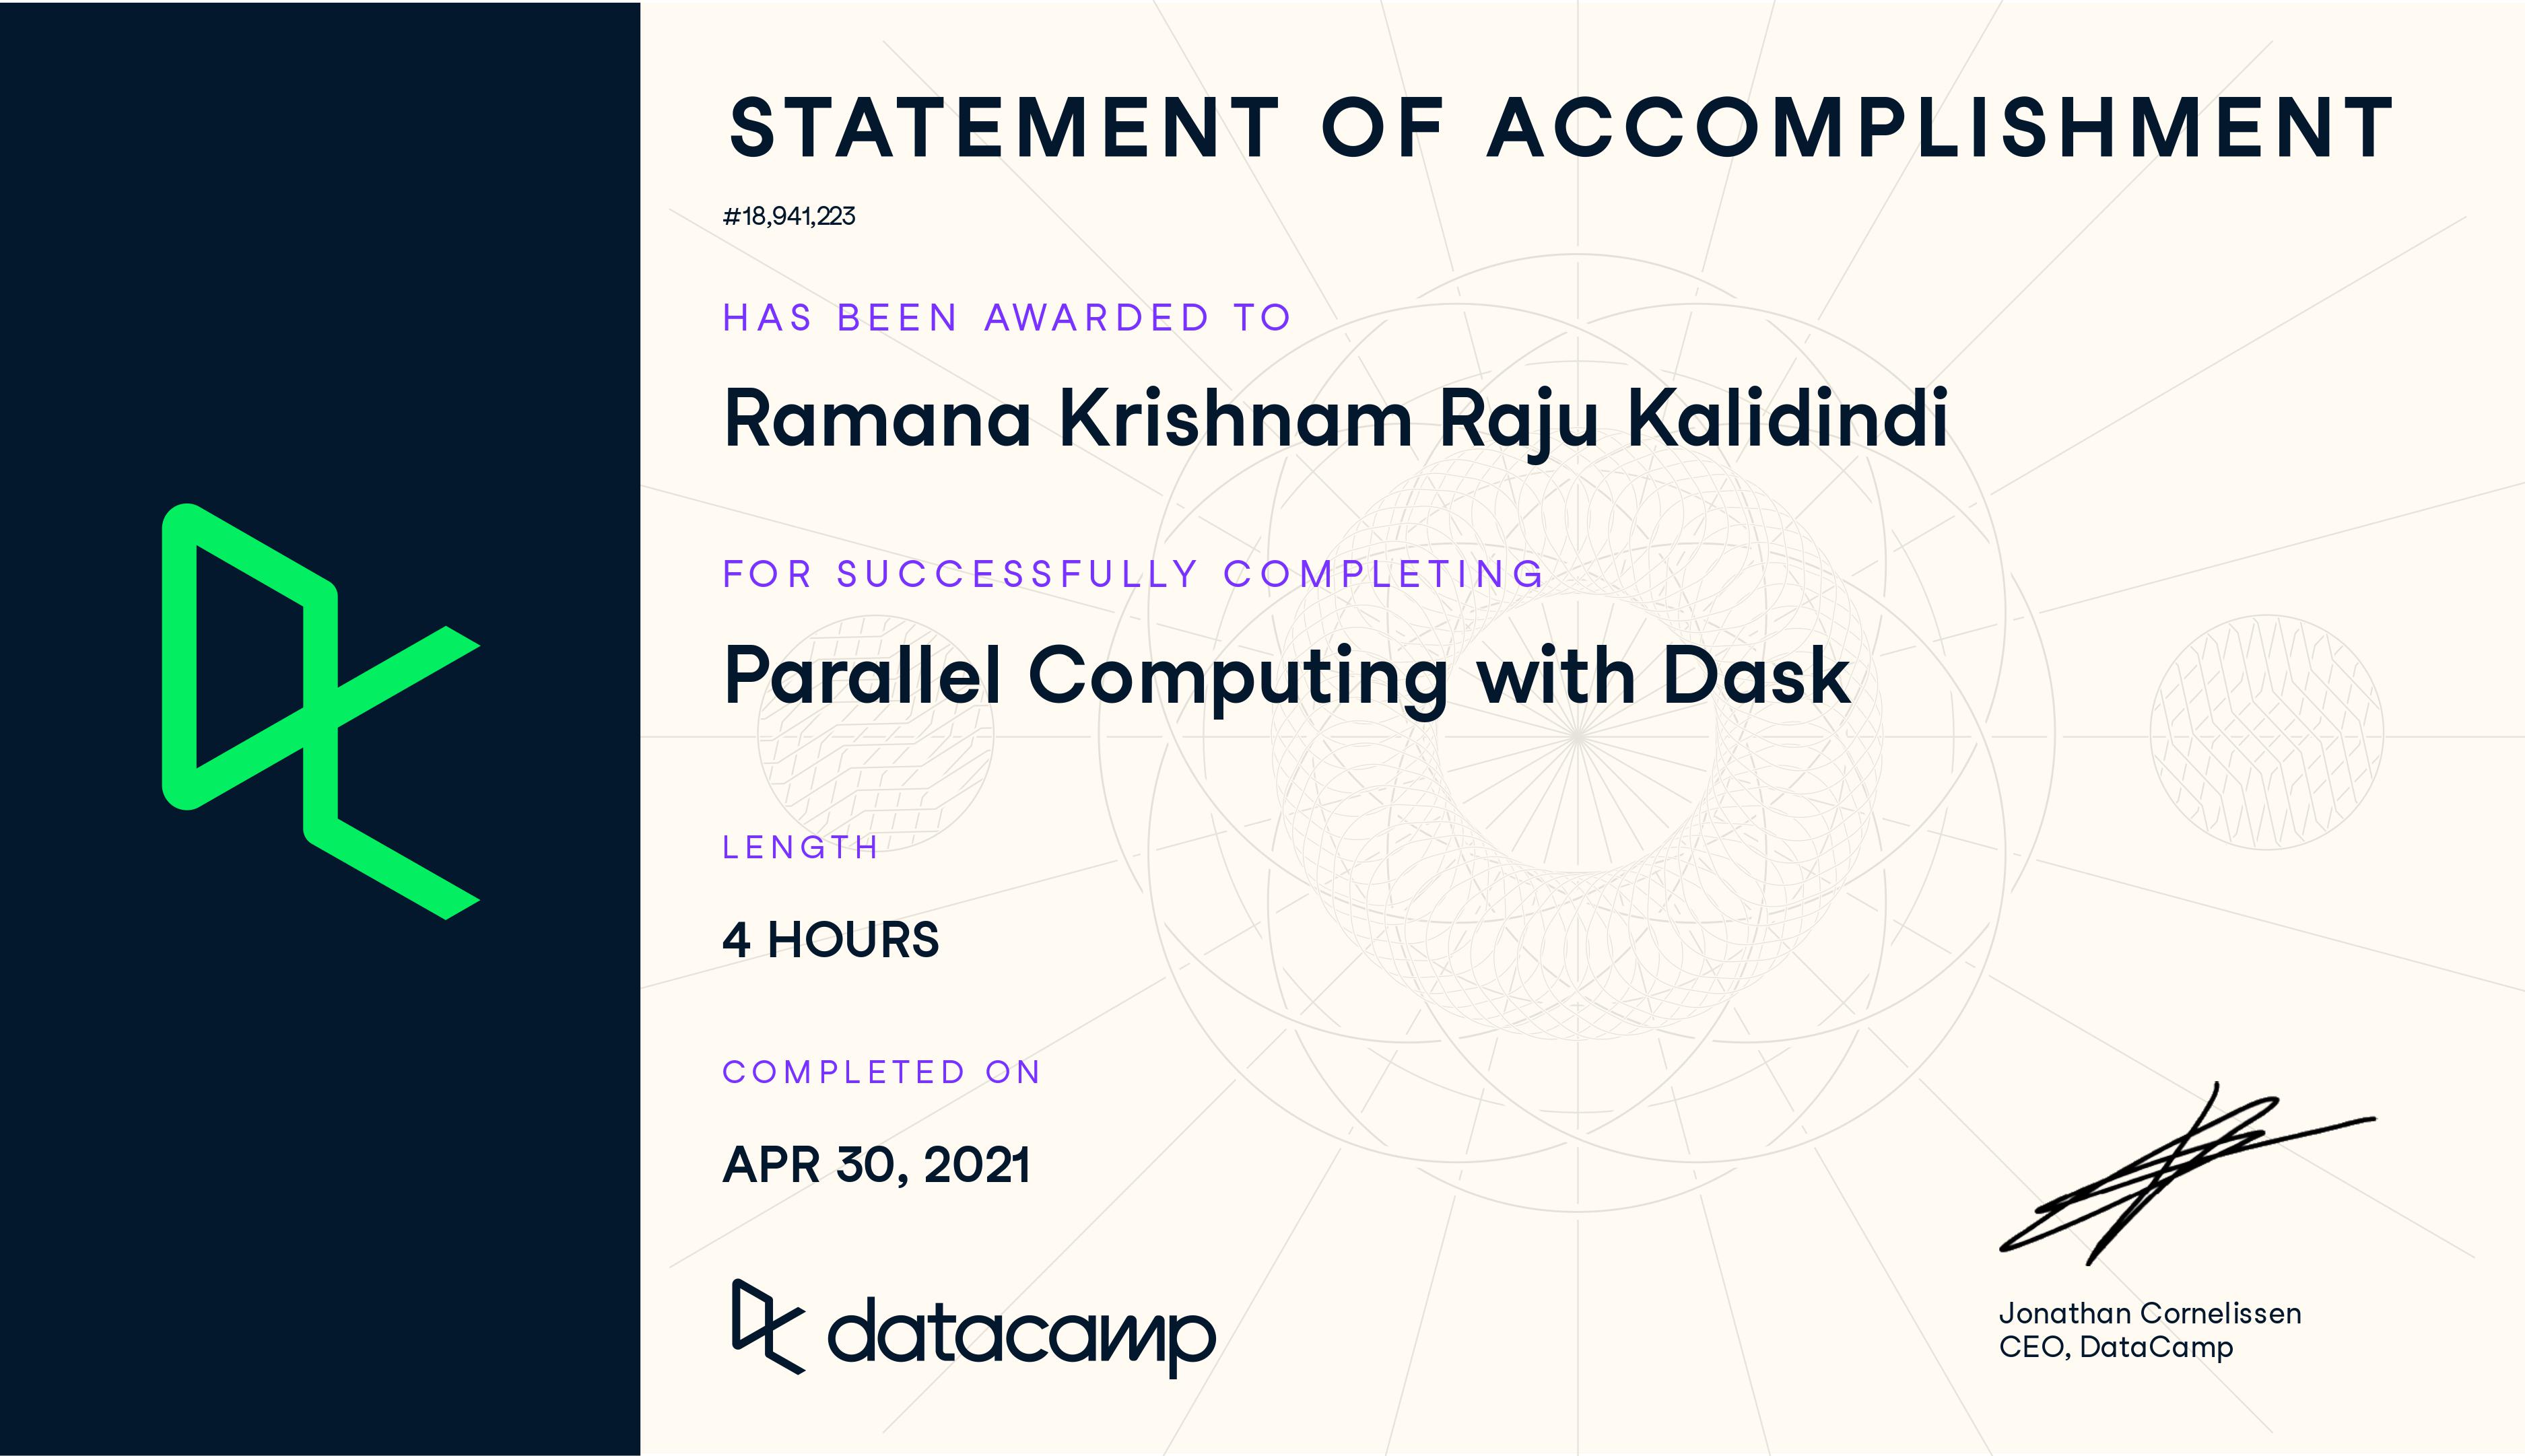 STATEMENT OF ACCOMPLISHMENT
#18,941,223
HAS BEEN AWARDED TO
Ramana Krishnam Raju Kalidindi
FOR SUCCESSFULLY COMPLETING
Parallel Computing with Dask
LENGTH
4 HOURS
COMPLETED ON
APR 30, 2021
datacamp
Jonathan Cornelissen
CEO, DataCamp